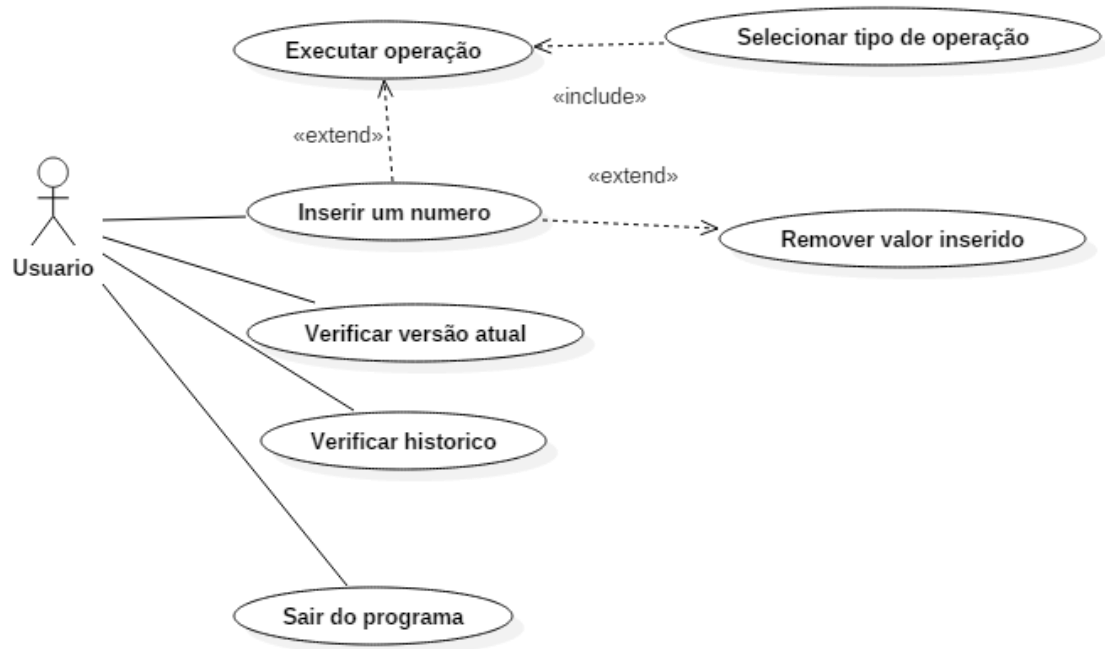 Executar operação
Selecionar tipo de operação
«include»
«extend»
«extend»
Inserir um numero
Remover valor inserido
Usuario
Verificar versão atual
Verificar historico
Sair do programa